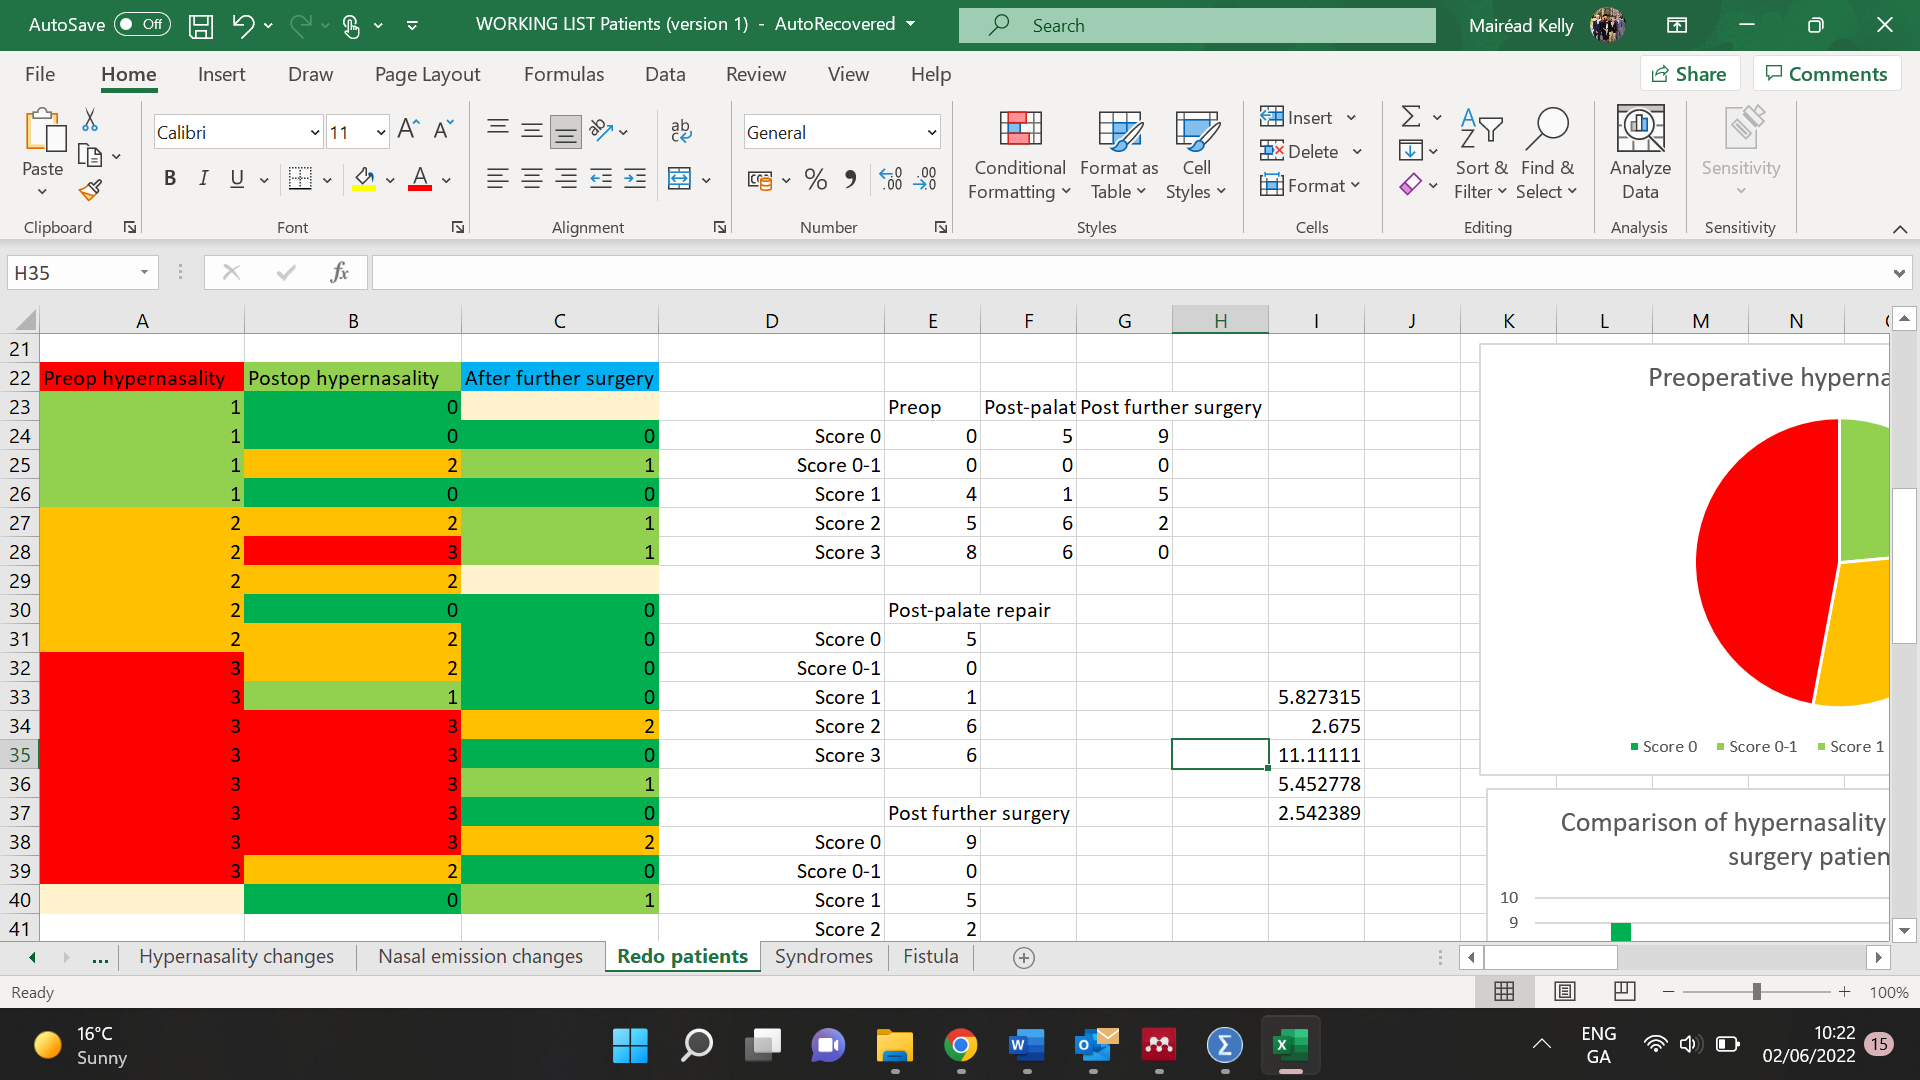 AutoSave Off WORKING LIST Patients (version 1) - AutoRecovered Search Mairéad Kelly
File Home Insert Draw Page Layout Formulas Data Review View Help Share Comments
Paste Calibri 11 General Conditional Formatting Format as Table Cell Styles Insert Delete Format Sort & Filter Find & Select Analyze Data Sensitivity
Clipboard Font Alignment Number Styles Cells Editing Analysis Sensitivity
H35 fx
A B C D E F G H I J K L M N
21
22 Preop hypernasality Postop hypernasality After further surgery
23 1 0 Preop Post-palat Post further surgery
24 1 0 0 Score 0 0 5 9
25 1 2 1 Score 0-1 0 0 0
26 1 0 0 Score 1 4 1 5
27 2 2 1 Score 2 5 6 2
28 2 3 1 Score 3 8 6 0
29 2 2
30 2 0 0 Post-palate repair
31 2 2 0 Score 0 5
32 3 2 0 Score 0-1 0
33 3 1 0 Score 1 1 5.827315
34 3 3 2 Score 2 6 2.675
35 3 3 0 Score 3 6 11.11111
36 3 3 1 5.452778
37 3 3 0 Post further surgery 2.542389
38 3 3 2 Score 0 9
39 3 2 0 Score 0-1 0
40 0 1 Score 1 5
41 Score 2 2
Preoperative hyperna
Score 0 Score 0-1 Score 1
Comparison of hypernasality
surgery patien
10
9
... Hypernasality changes Nasal emission changes Redo patients Syndromes Fistula
Ready 100%
16°C
Sunny
ENG
GA
10:22
02/06/2022
15